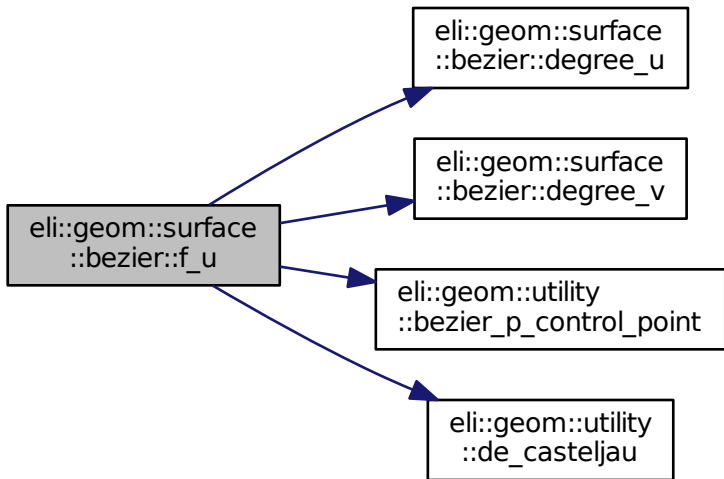 eli::geom::surface
::bezier::degree_u
eli::geom::surface
::bezier::degree_v
eli::geom::surface
::bezier::f_u
eli::geom::utility
::bezier_p_control_point
eli::geom::utility
::de_casteljau